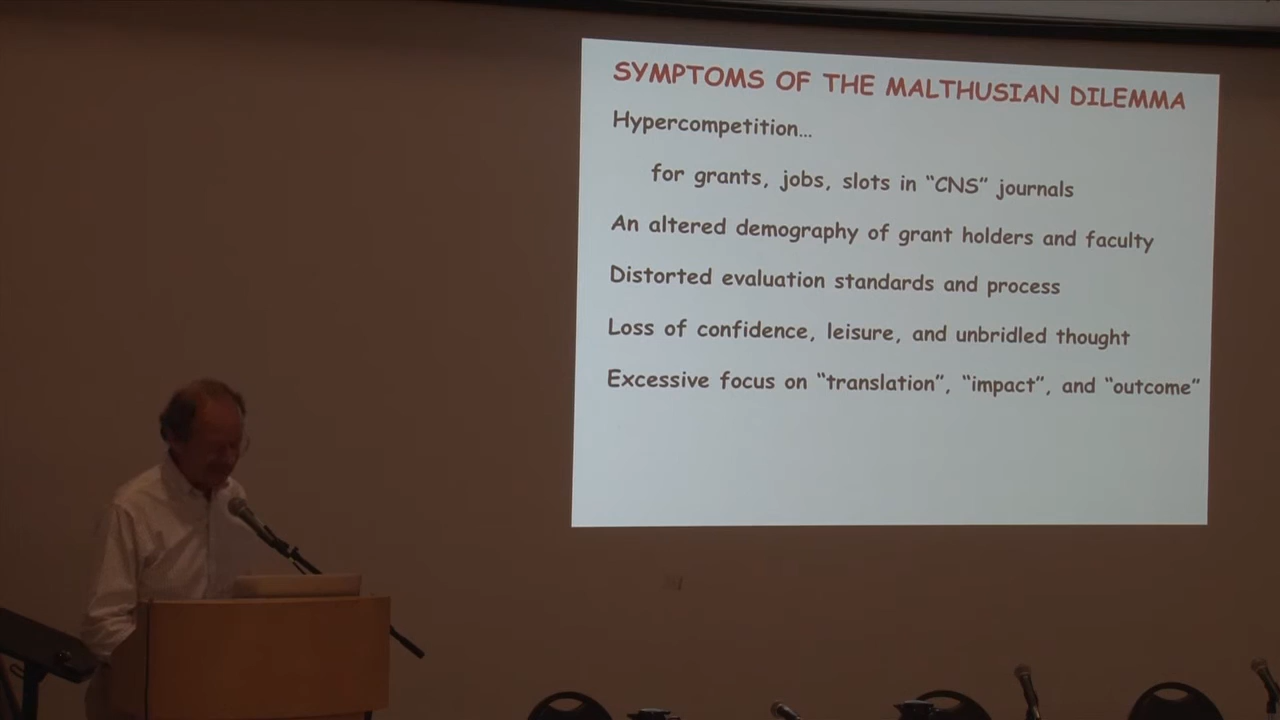 SYMPTOMS OF THE MALTHUSIAN DILEMMA
Hypercompetition...
for grants, jobs, slots in “CNS” journals
An altered demography of grant holders and faculty
Distorted evaluation standards and process
Loss of confidence, leisure, and unbridled thought
Excessive focus on “translation”, “impact”, and “outcome”